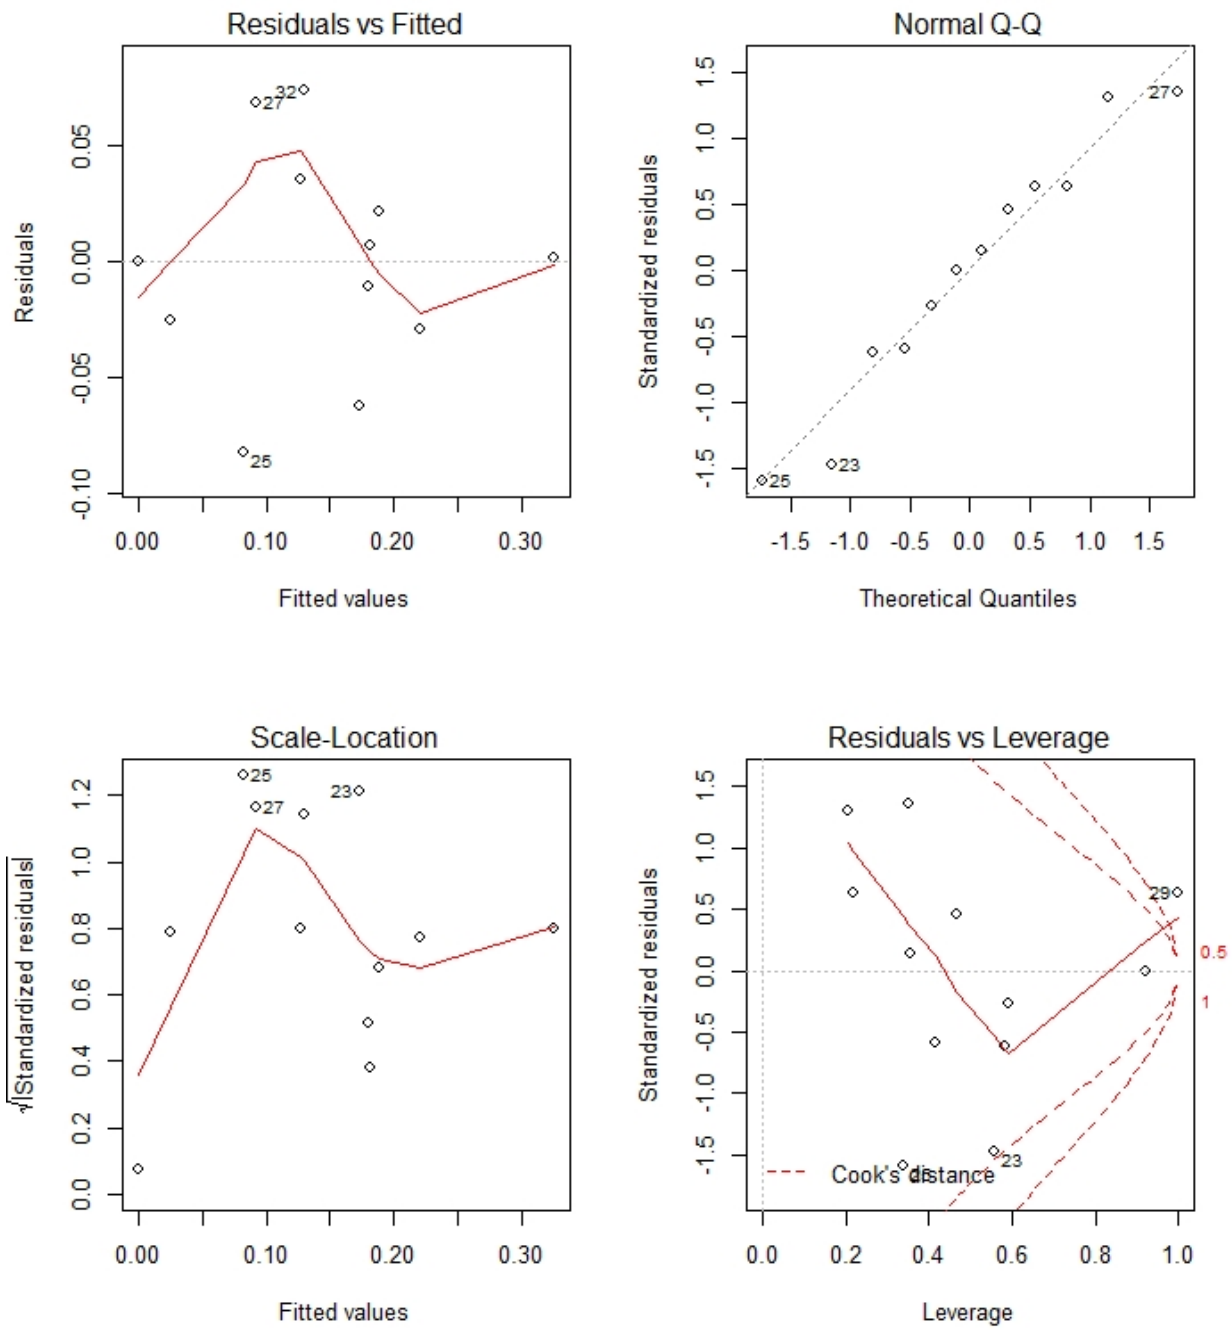 Residuals vs Fitted
Residuals
0.05
0.00
-0.05
-0.10
27
32
25
0.00 0.10 0.20 0.30
Fitted values
Normal Q-Q
Standardized residuals
1.5
1.0
0.5
0.0
-0.5
-1.0
-1.5
27
23
25
-1.5 -1.0 -0.5 0.0 0.5 1.0 1.5
Theoretical Quantiles
Scale-Location
√|Standardized residuals|
1.2
1.0
0.8
0.6
0.4
0.2
0.0
25
23
27
0.00 0.10 0.20 0.30
Fitted values
Residuals vs Leverage
Standardized residuals
1.5
1.0
0.5
0.0
-0.5
-1.0
-1.5
29
0.5
1
23
25
Cook's distance
0.0 0.2 0.4 0.6 0.8 1.0
Leverage